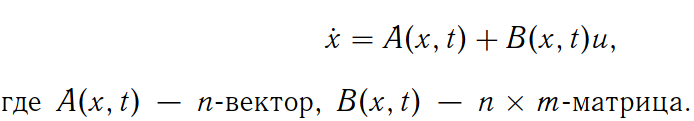 ẋ = A(x, t) + B(x, t)u,
где A(x, t) — n-вектор, B(x, t) — n × m-матрица.